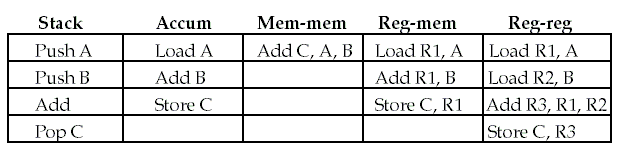 Stack Accum Mem-mem Reg-mem Reg-reg
Push A Load A Add C, A, B Load R1, A Load R1, A
Push B Add B Add R1, B Load R2, B
Add Store C Store C, R1 Add R3, R1, R2
Pop C Store C, R3